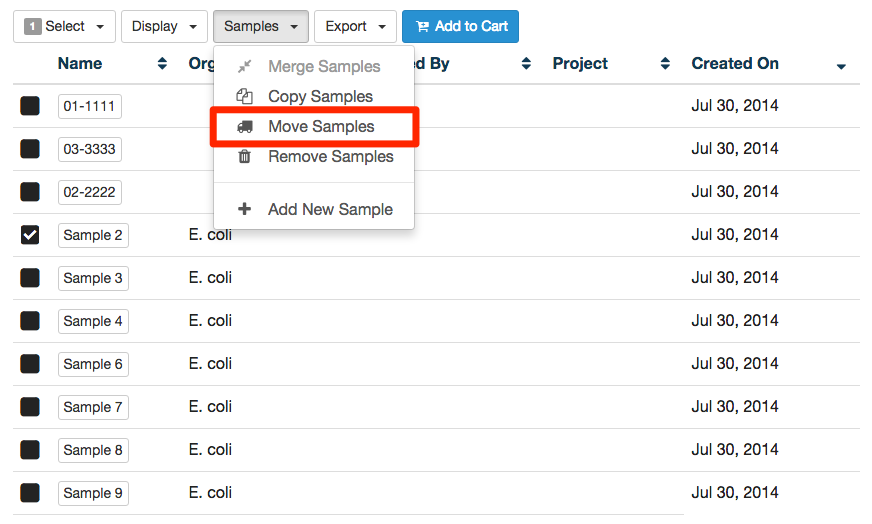 1 Select Display Samples Export Add to Cart
Name Org ed By Project Created On
Merge Samples
Copy Samples
Move Samples
Remove Samples
Add New Sample
01-1111 Jul 30, 2014
03-3333 Jul 30, 2014
02-2222 Jul 30, 2014
Sample 2 E. coli Jul 30, 2014
Sample 3 E. coli Jul 30, 2014
Sample 4 E. coli Jul 30, 2014
Sample 6 E. coli Jul 30, 2014
Sample 7 E. coli Jul 30, 2014
Sample 8 E. coli Jul 30, 2014
Sample 9 E. coli Jul 30, 2014